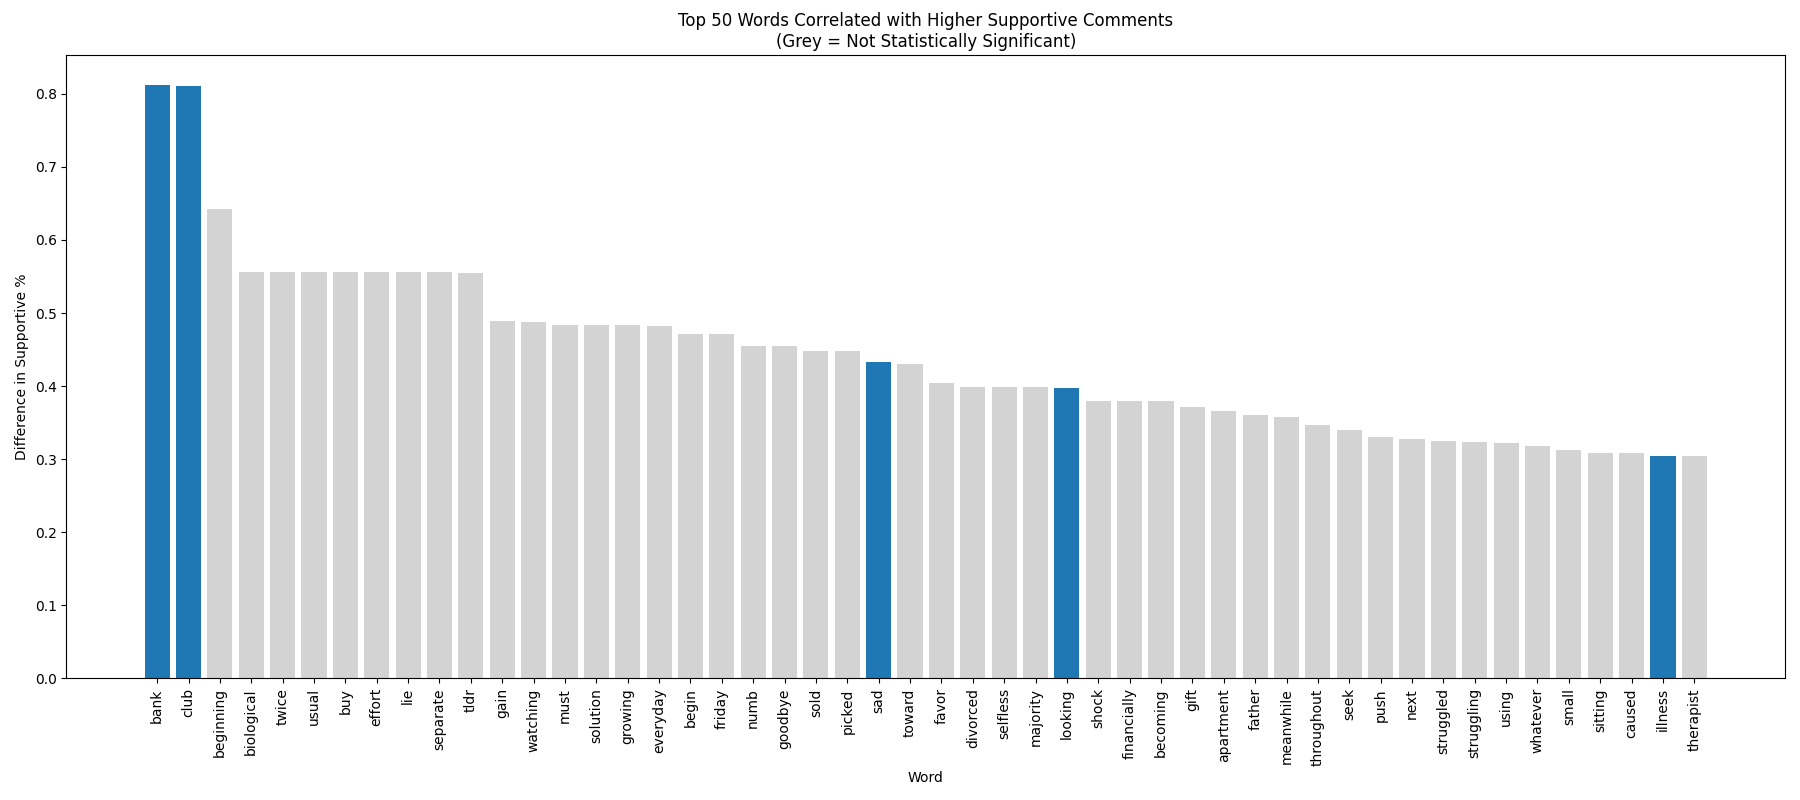 Top 50 Words Correlated with Higher Supportive Comments
(Grey = Not Statistically Significant)
Difference in Supportive %
0.8
0.7
0.6
0.5
0.4
0.3
0.2
0.1
0.0
bank
club
beginning
biological
twice
usual
buy
effort
lie
separate
tldr
gain
watching
must
solution
growing
everyday
begin
friday
numb
goodbye
sold
picked
sad
toward
favor
divorced
selfless
majority
looking
shock
financially
becoming
gift
apartment
father
meanwhile
throughout
seek
push
next
struggled
struggling
using
whatever
small
sitting
caused
illness
therapist
Word